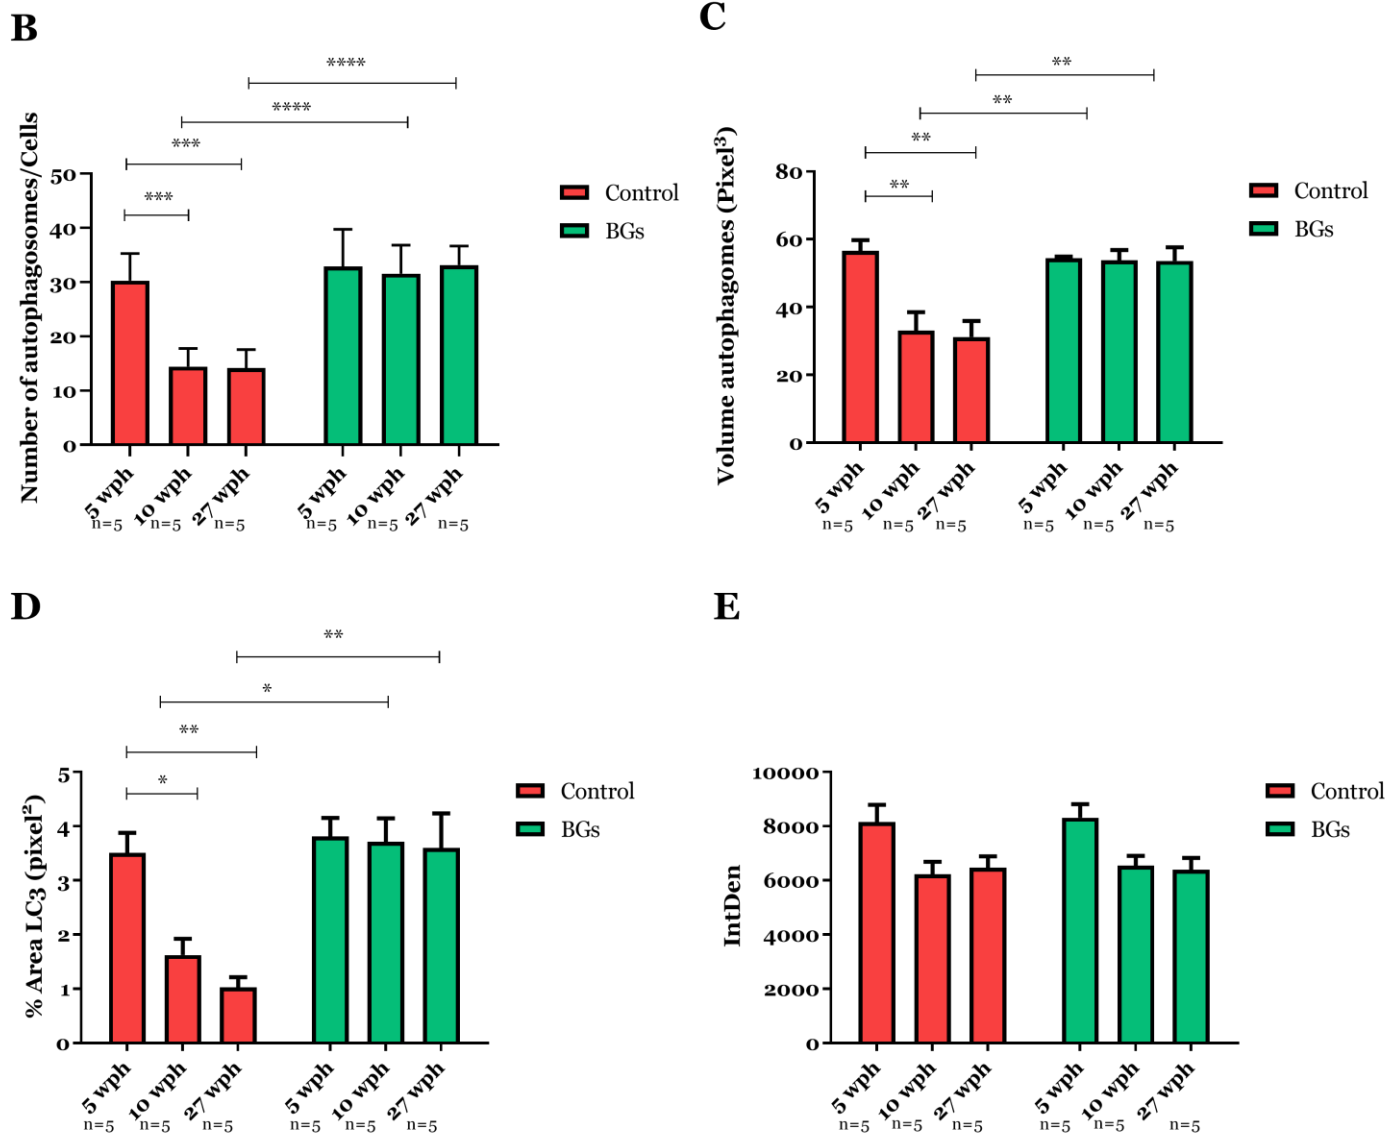 B
****
****
***
***
Number of autophagosomes/Cells
50
40
30
20
10
0
5 wph
10 wph
27 wph
5 wph
10 wph
27 wph
n=5
n=5
n=5
n=5
n=5
n=5
Control
BGs
C
**
**
**
**
Volume autophagomes (Pixel³)
80
60
40
20
0
5 wph
10 wph
27 wph
5 wph
10 wph
27 wph
n=5
n=5
n=5
n=5
n=5
n=5
Control
BGs
D
**
*
**
*
% Area LC3 (pixel²)
5
4
3
2
1
0
5 wph
10 wph
27 wph
5 wph
10 wph
27 wph
n=5
n=5
n=5
n=5
n=5
n=5
Control
BGs
E
IntDen
10000
8000
6000
4000
2000
0
5 wph
10 wph
27 wph
5 wph
10 wph
27 wph
n=5
n=5
n=5
n=5
n=5
n=5
Control
BGs